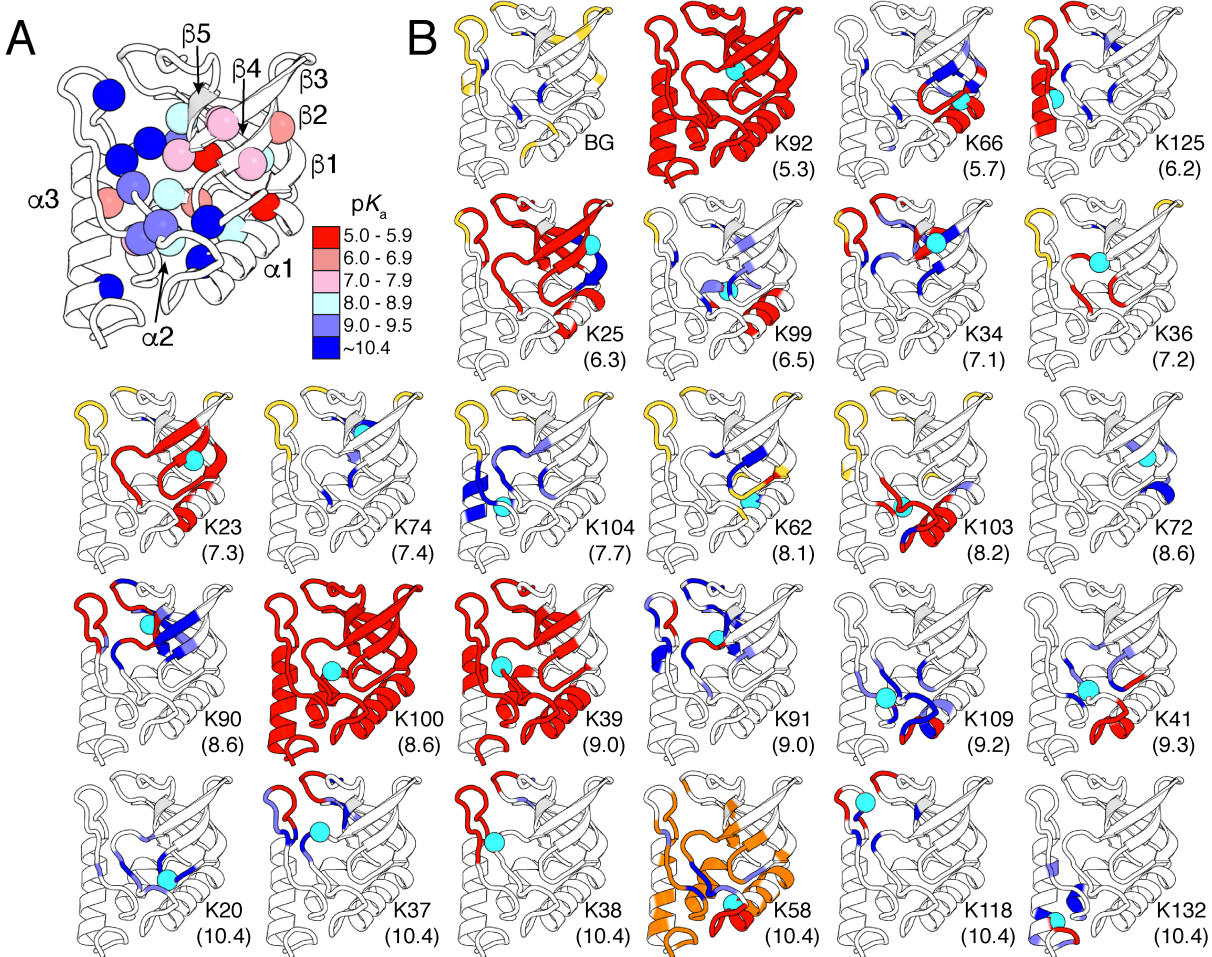 A
β5
β4
β3
β2
β1
α3
α1
α2
pKa
5.0 - 5.9
6.0 - 6.9
7.0 - 7.9
8.0 - 8.9
9.0 - 9.5
~10.4
B
BG
K92
(5.3)
K66
(5.7)
K125
(6.2)
K25
(6.3)
K99
(6.5)
K34
(7.1)
K36
(7.2)
K23
(7.3)
K74
(7.4)
K104
(7.7)
K62
(8.1)
K103
(8.2)
K72
(8.6)
K90
(8.6)
K100
(8.6)
K39
(9.0)
K91
(9.0)
K109
(9.2)
K41
(9.3)
K20
(10.4)
K37
(10.4)
K38
(10.4)
K58
(10.4)
K118
(10.4)
K132
(10.4)